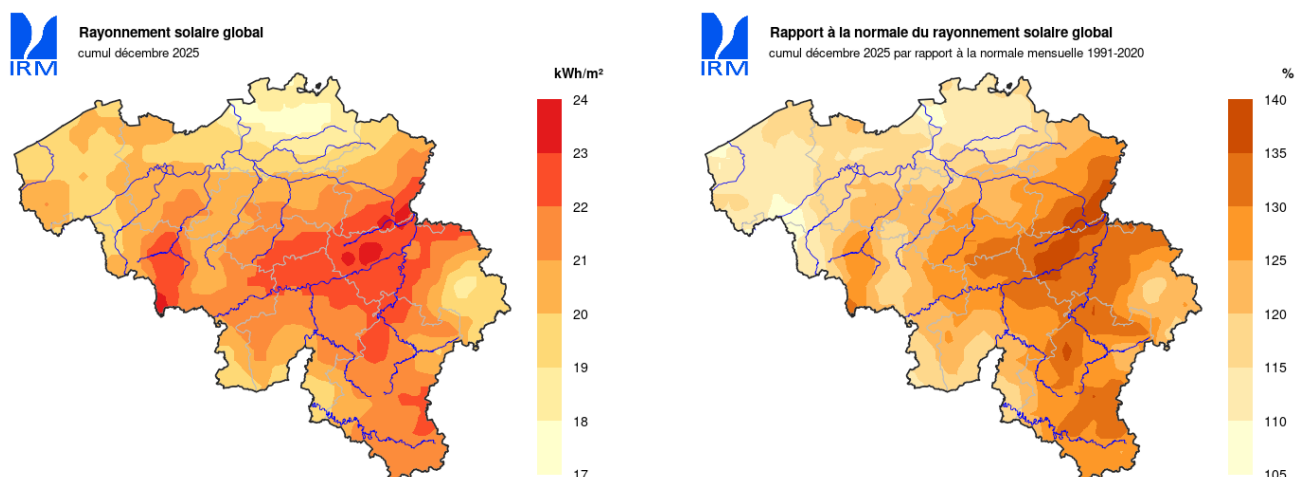 IRM
Rayonnement solaire global
cumul décembre 2025
kWh/m²
24
23
22
21
20
19
18
17
IRM
Rapport à la normale du rayonnement solaire global
cumul décembre 2025 par rapport à la normale mensuelle 1991-2020
%
140
135
130
125
120
115
110
105